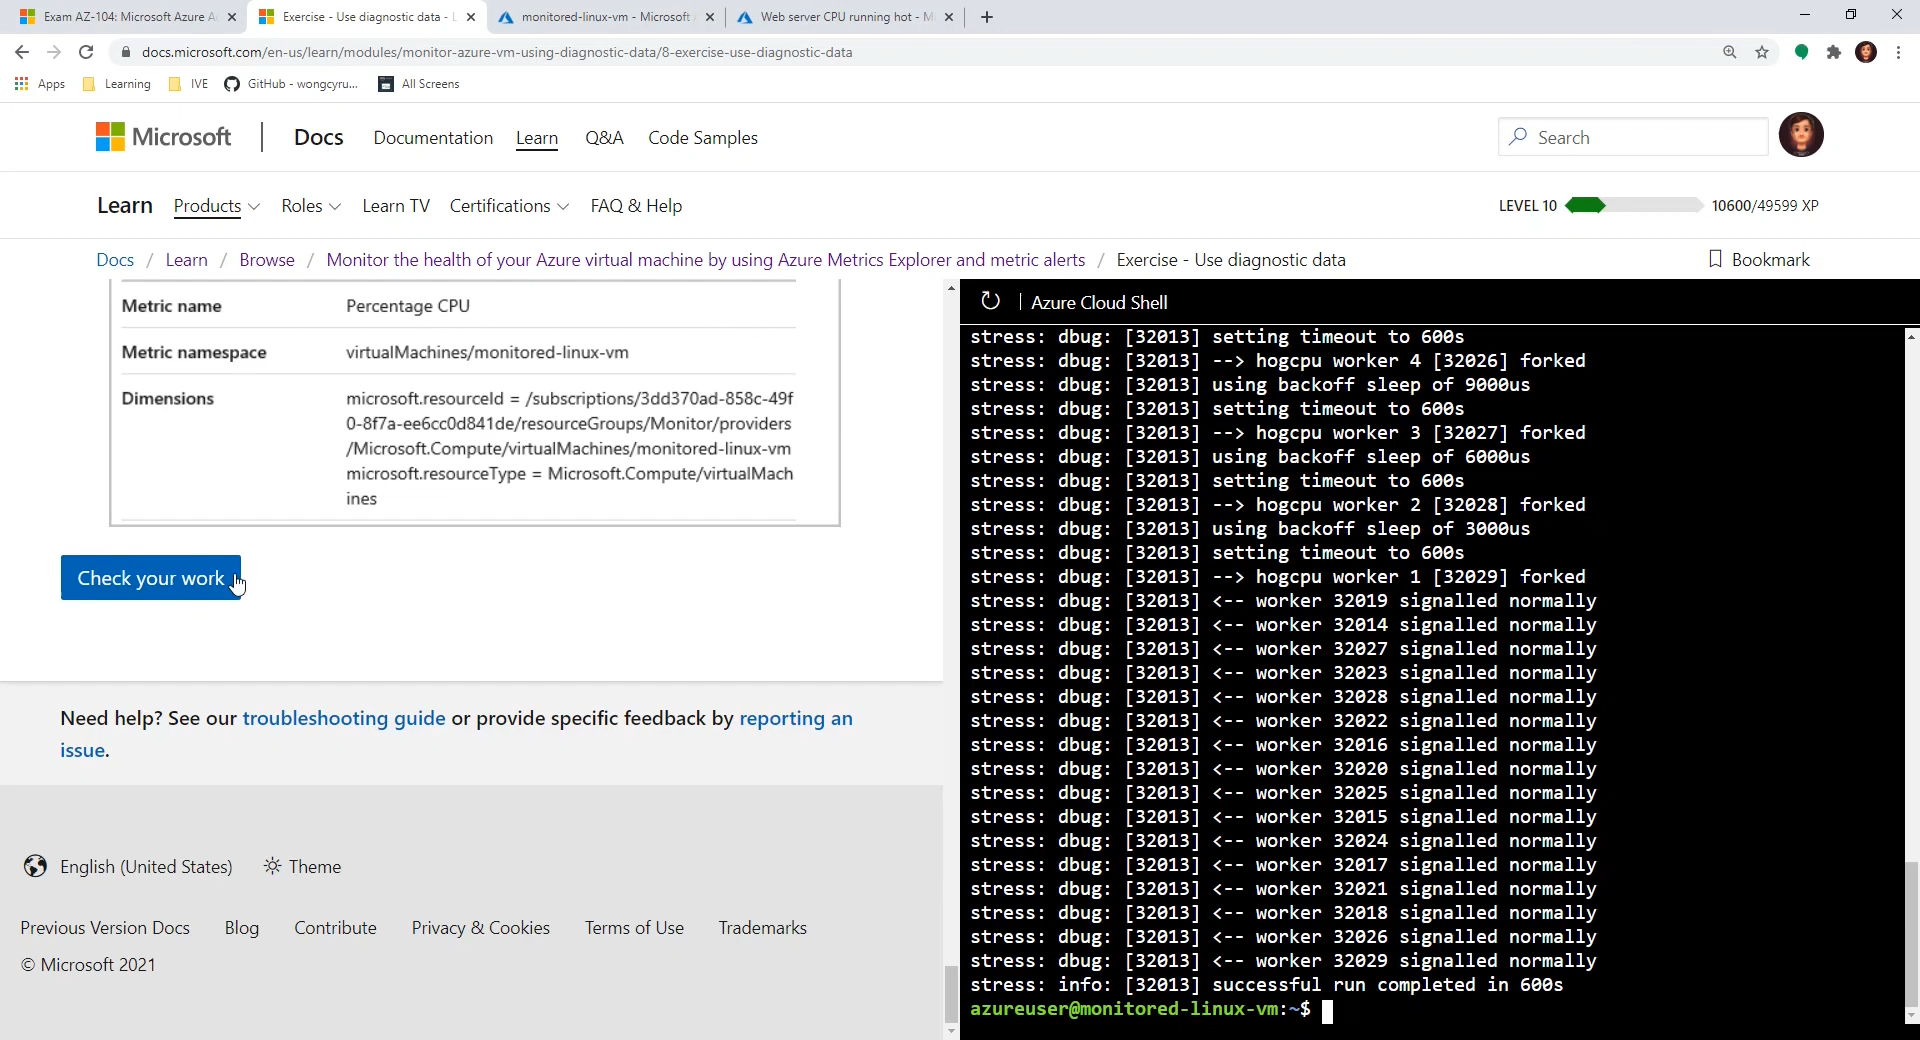 Exam AZ-104: Microsoft Azure A
Exercise - Use diagnostic data - L
monitored-linux-vm - Microsoft
Web server CPU running hot - M
docs.microsoft.com/en-us/learn/modules/monitor-azure-vm-using-diagnostic-data/8-exercise-use-diagnostic-data
Apps
Learning
IVE
GitHub - wongcyru...
All Screens
Microsoft
Docs
Documentation
Learn
Q&A
Code Samples
Search
Learn
Products
Roles
Learn TV
Certifications
FAQ & Help
LEVEL 10
10600/49599 XP
Docs / Learn / Browse / Monitor the health of your Azure virtual machine by using Azure Metrics Explorer and metric alerts / Exercise - Use diagnostic data
Bookmark
Metric name Percentage CPU
Metric namespace virtualMachines/monitored-linux-vm
Dimensions microsoft.resourceId = /subscriptions/3dd370ad-858c-49f
0-8f7a-ee6cc0d841de/resourceGroups/Monitor/providers
/Microsoft.Compute/virtualMachines/monitored-linux-vm
microsoft.resourceType = Microsoft.Compute/virtualMach
ines
Check your work
Need help? See our troubleshooting guide or provide specific feedback by reporting an
issue.
English (United States)
Theme
Previous Version Docs
Blog
Contribute
Privacy & Cookies
Terms of Use
Trademarks
© Microsoft 2021
Azure Cloud Shell
stress: dbug: [32013] setting timeout to 600s
stress: dbug: [32013] --> hogcpu worker 4 [32026] forked
stress: dbug: [32013] using backoff sleep of 9000us
stress: dbug: [32013] setting timeout to 600s
stress: dbug: [32013] --> hogcpu worker 3 [32027] forked
stress: dbug: [32013] using backoff sleep of 6000us
stress: dbug: [32013] setting timeout to 600s
stress: dbug: [32013] --> hogcpu worker 2 [32028] forked
stress: dbug: [32013] using backoff sleep of 3000us
stress: dbug: [32013] setting timeout to 600s
stress: dbug: [32013] --> hogcpu worker 1 [32029] forked
stress: dbug: [32013] <-- worker 32019 signalled normally
stress: dbug: [32013] <-- worker 32014 signalled normally
stress: dbug: [32013] <-- worker 32027 signalled normally
stress: dbug: [32013] <-- worker 32023 signalled normally
stress: dbug: [32013] <-- worker 32028 signalled normally
stress: dbug: [32013] <-- worker 32022 signalled normally
stress: dbug: [32013] <-- worker 32016 signalled normally
stress: dbug: [32013] <-- worker 32020 signalled normally
stress: dbug: [32013] <-- worker 32025 signalled normally
stress: dbug: [32013] <-- worker 32015 signalled normally
stress: dbug: [32013] <-- worker 32024 signalled normally
stress: dbug: [32013] <-- worker 32017 signalled normally
stress: dbug: [32013] <-- worker 32021 signalled normally
stress: dbug: [32013] <-- worker 32018 signalled normally
stress: dbug: [32013] <-- worker 32026 signalled normally
stress: dbug: [32013] <-- worker 32029 signalled normally
stress: info: [32013] successful run completed in 600s
azureuser@monitored-linux-vm:~$